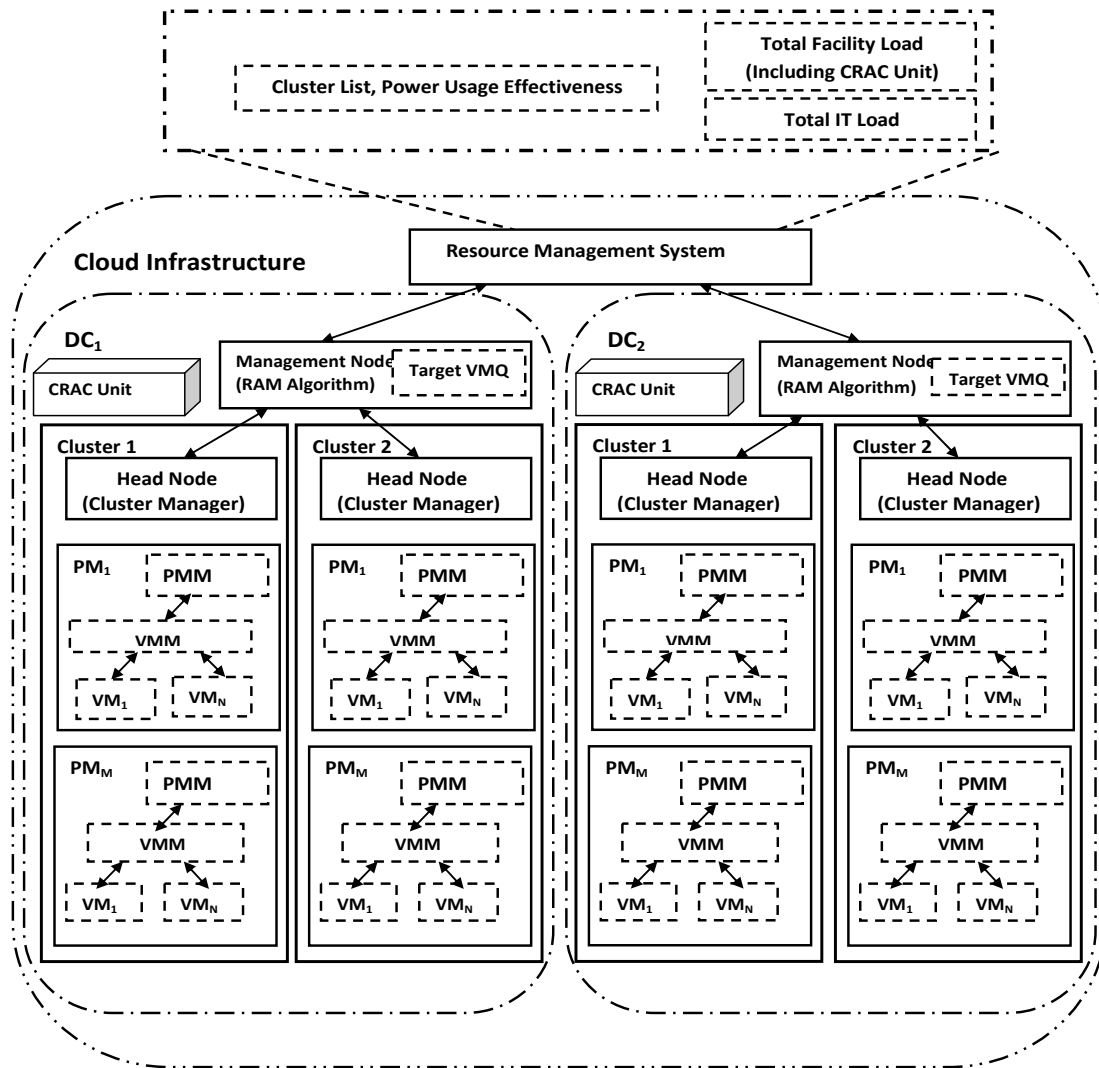 Total Facility Load
(Including CRAC Unit)
Cluster List, Power Usage Effectiveness
Total IT Load
Resource Management System
Cloud Infrastructure
DC₁
CRAC Unit
Management Node
(RAM Algorithm)
Target VMQ
Cluster 1
Head Node
(Cluster Manager)
PM₁
PMM
VMM
VM₁
VMN
PMM
PMM
VMM
VM₁
VMN
Cluster 2
Head Node
(Cluster Manager)
PM₁
PMM
VMM
VM₁
VMN
PMM
PMM
VMM
VM₁
VMN
DC₂
CRAC Unit
Management Node
(RAM Algorithm)
Target VMQ
Cluster 1
Head Node
(Cluster Manager)
PM₁
PMM
VMM
VM₁
VMN
PMM
PMM
VMM
VM₁
VMN
Cluster 2
Head Node
(Cluster Manager)
PM₁
PMM
VMM
VM₁
VMN
PMM
PMM
VMM
VM₁
VMN